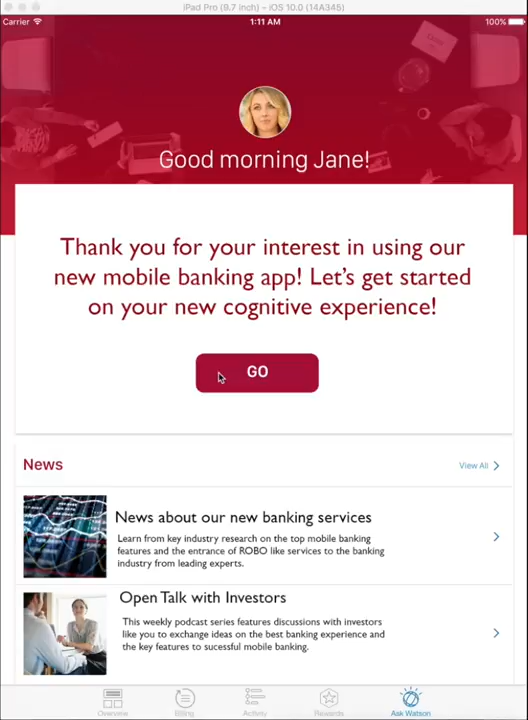 iPad Pro (9.7 inch) – iOS 10.0 (14A345)
Carrier 1:11 AM 100%
Good morning Jane!
Thank you for your interest in using our
new mobile banking app! Let's get started
on your new cognitive experience!
GO
News View All
News about our new banking services
Learn from key industry research on the top mobile banking
features and the entrance of ROBO like services to the banking
industry from leading experts.
Open Talk with Investors
This weekly podcast series features discussions with investors
like you to exchange ideas on the best banking experience and
the key features to sucessful mobile banking.
Overview Billing Activity Rewards Ask Watson